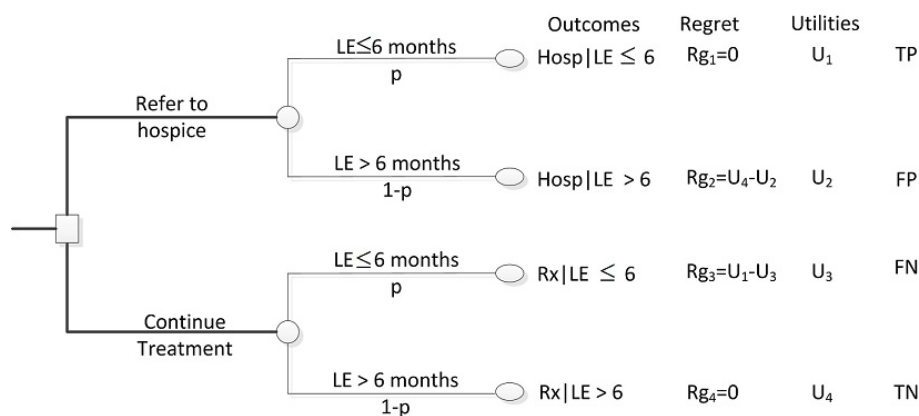 Outcomes Regret Utilities
LE≤6 months
p
Hosp|LE ≤ 6 Rg₁=0 U₁ TP
Refer to
hospice
LE > 6 months
1-p
Hosp|LE >6 Rg₂=U₄-U₂ U₂ FP
LE≤6 months
p
Rx|LE ≤ 6 Rg₃=U₁-U₃ U₃ FN
Continue
Treatment
LE > 6 months
1-p
Rx|LE>6 Rg₄=0 U₄ TN